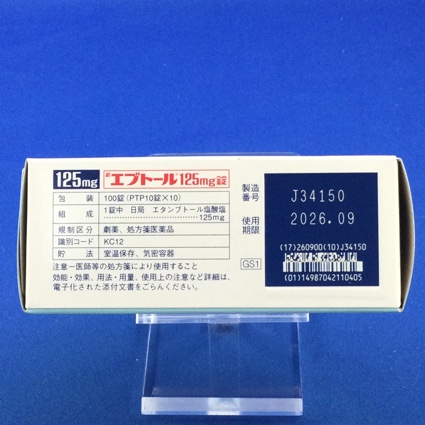 125mg
劇 エブトール125mg錠
包 装 100錠(PTP10錠×10)
組 成 1錠中 日局 エタンブトール塩酸塩
125mg
規制区分 劇薬、処方箋医薬品
識別コード KC12
貯 法 室温保存、気密容器
注意－医師等の処方箋により使用すること
効能・効果、用法・用量、使用上の注意など詳細は、
電子化された添付文書をごらんください。
製造
番号
J34150
使用
期限
2026.09
GS1
(17)260900(10)J34150
(01)14987042110405